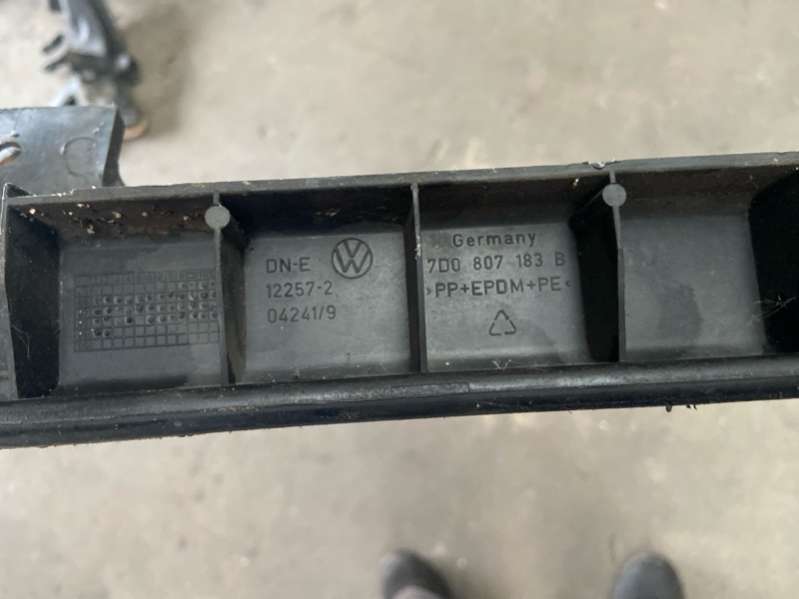 DN-E
12257-2
04241/9
Germany
7D0 807 183 B
>PP+EPDM+PE<